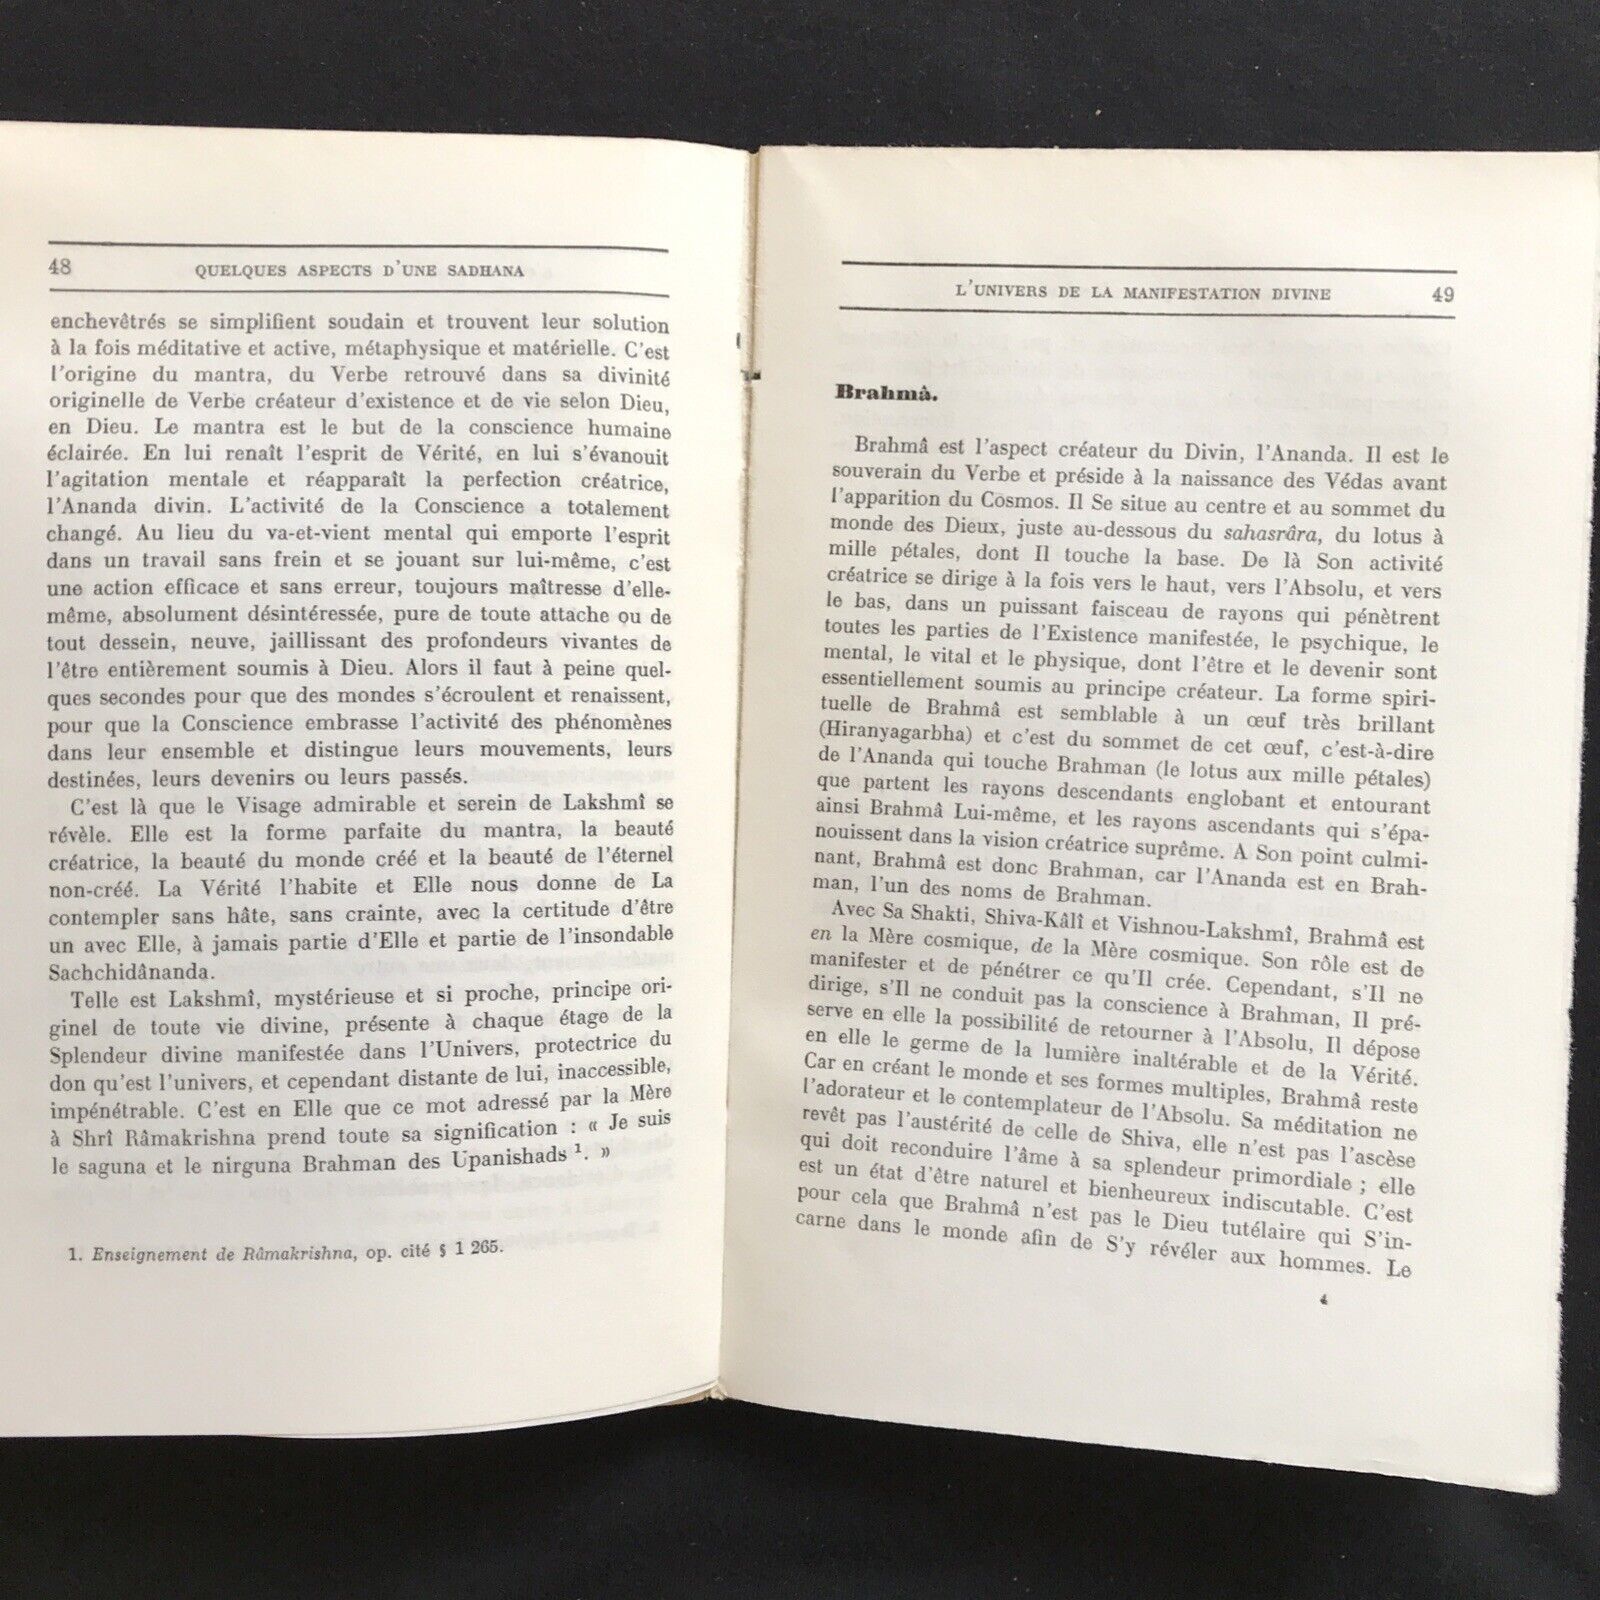 48
QUELQUES ASPECTS D'UNE SADHANA
enchevêtrés se simplifient soudain et trouvent leur solution
à la fois méditative et active, métaphysique et matérielle. C'est
l'origine du mantra, du Verbe retrouvé dans sa divinité
originelle de Verbe créateur d'existence et de vie selon Dieu,
en Dieu. Le mantra est le but de la conscience humaine
éclairée. En lui renaît l'esprit de Vérité, en lui s'évanouit
l'agitation mentale et réapparaît la perfection créatrice,
l'Ananda divin. L'activité de la Conscience a totalement
changé. Au lieu du va-et-vient mental qui emporte l'esprit
dans un travail sans frein et se jouant sur lui-même, c'est
une action efficace et sans erreur, toujours maîtresse d'elle-
même, absolument désintéressée, pure de toute attache ou de
tout dessein, neuve, jaillissant des profondeurs vivantes de
l'être entièrement soumis à Dieu. Alors il faut à peine quel-
ques secondes pour que des mondes s'écroulent et renaissent,
pour que la Conscience embrasse l'activité des phénomènes
dans leur ensemble et distingue leurs mouvements, leurs
destinées, leurs devenirs ou leurs passés.
C'est là que le Visage admirable et serein de Lakshmî se
révèle. Elle est la forme parfaite du mantra, la beauté
créatrice, la beauté du monde créé et la beauté de l'éternel
non-créé. La Vérité l'habite et Elle nous donne de La
contempler sans hâte, sans crainte, avec la certitude d'être
un avec Elle, à jamais partie d'Elle et partie de l'insondable
Sachchidânanda.
Telle est Lakshmî, mystérieuse et si proche, principe ori-
ginel de toute vie divine, présente à chaque étage de la
Splendeur divine manifestée dans l'Univers, protectrice du
don qu'est l'univers, et cependant distante de lui, inaccessible,
impénétrable. C'est en Elle que ce mot adressé par la Mère
à Shrî Râmakrishna prend toute sa signification : « Je suis
le saguna et le nirguna Brahman des Upanishads 1. »
1. Enseignement de Râmakrishna, op. cité § 1 265.
L'UNIVERS DE LA MANIFESTATION DIVINE
49
Brahmâ.
Brahmâ est l'aspect créateur du Divin, l'Ananda. Il est le
souverain du Verbe et préside à la naissance des Védas avant
l'apparition du Cosmos. Il Se situe au centre et au sommet du
monde des Dieux, juste au-dessous du sahasrâra, du lotus à
mille pétales, dont Il touche la base. De là Son activité
créatrice se dirige à la fois vers le haut, vers l'Absolu, et vers
le bas, dans un puissant faisceau de rayons qui pénètrent
toutes les parties de l'Existence manifestée, le psychique, le
mental, le vital et le physique, dont l'être et le devenir sont
essentiellement soumis au principe créateur. La forme spiri-
tuelle de Brahmâ est semblable à un œuf très brillant
(Hiranyagarbha) et c'est du sommet de cet œuf, c'est-à-dire
de l'Ananda qui touche Brahman (le lotus aux mille pétales)
que partent les rayons descendants englobant et entourant
ainsi Brahmâ Lui-même, et les rayons ascendants qui s'épa-
nouissent dans la vision créatrice suprême. A Son point culmi-
nant, Brahmâ est donc Brahman, car l'Ananda est en Brah-
man, l'un des noms de Brahman.
Avec Sa Shakti, Shiva-Kâlî et Vishnou-Lakshmî, Brahmâ est
en la Mère cosmique, de la Mère cosmique. Son rôle est de
manifester et de pénétrer ce qu'Il crée. Cependant, s'Il ne
dirige, s'Il ne conduit pas la conscience à Brahman, Il pré-
serve en elle la possibilité de retourner à l'Absolu, Il dépose
en elle le germe de la lumière inaltérable et de la Vérité.
Car en créant le monde et ses formes multiples, Brahmâ reste
l'adorateur et le contemplateur de l'Absolu. Sa méditation ne
revêt pas l'austérité de celle de Shiva, elle n'est pas l'ascèse
qui doit reconduire l'âme à sa splendeur primordiale ; elle
est un état d'être naturel et bienheureux indiscutable. C'est
pour cela que Brahmâ n'est pas le Dieu tutélaire qui S'in-
carne dans le monde afin de S'y révéler aux hommes. Le
4